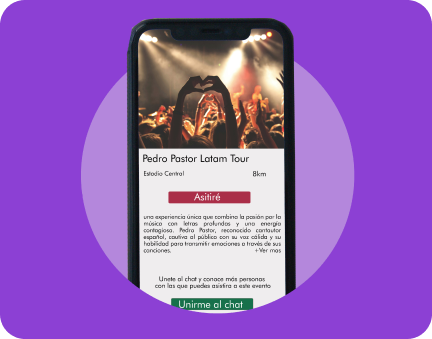 Pedro Pastor Latam Tour
Estadio Central 8km
Asitiré
una experiencia única que combina la pasión por la
música con letras profundas y una energía
contagiosa. Pedro Pastor, reconocido cantautor
español, cautiva al público con su voz cálida y su
habilidad para transmitir emociones a través de sus
canciones. +Ver mas
Unete al chat y conoce más personas
con las que puedes asistira a este evento
Unirme al chat